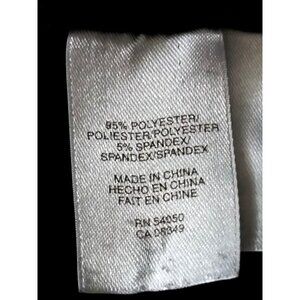 95% POLYESTER/
POLIESTER/POLYESTER
5% SPANDEX/
SPANDEX/SPANDEX
MADE IN CHINA
HECHO EN CHINA
FAIT EN CHINE
RN 54050
CA 08349